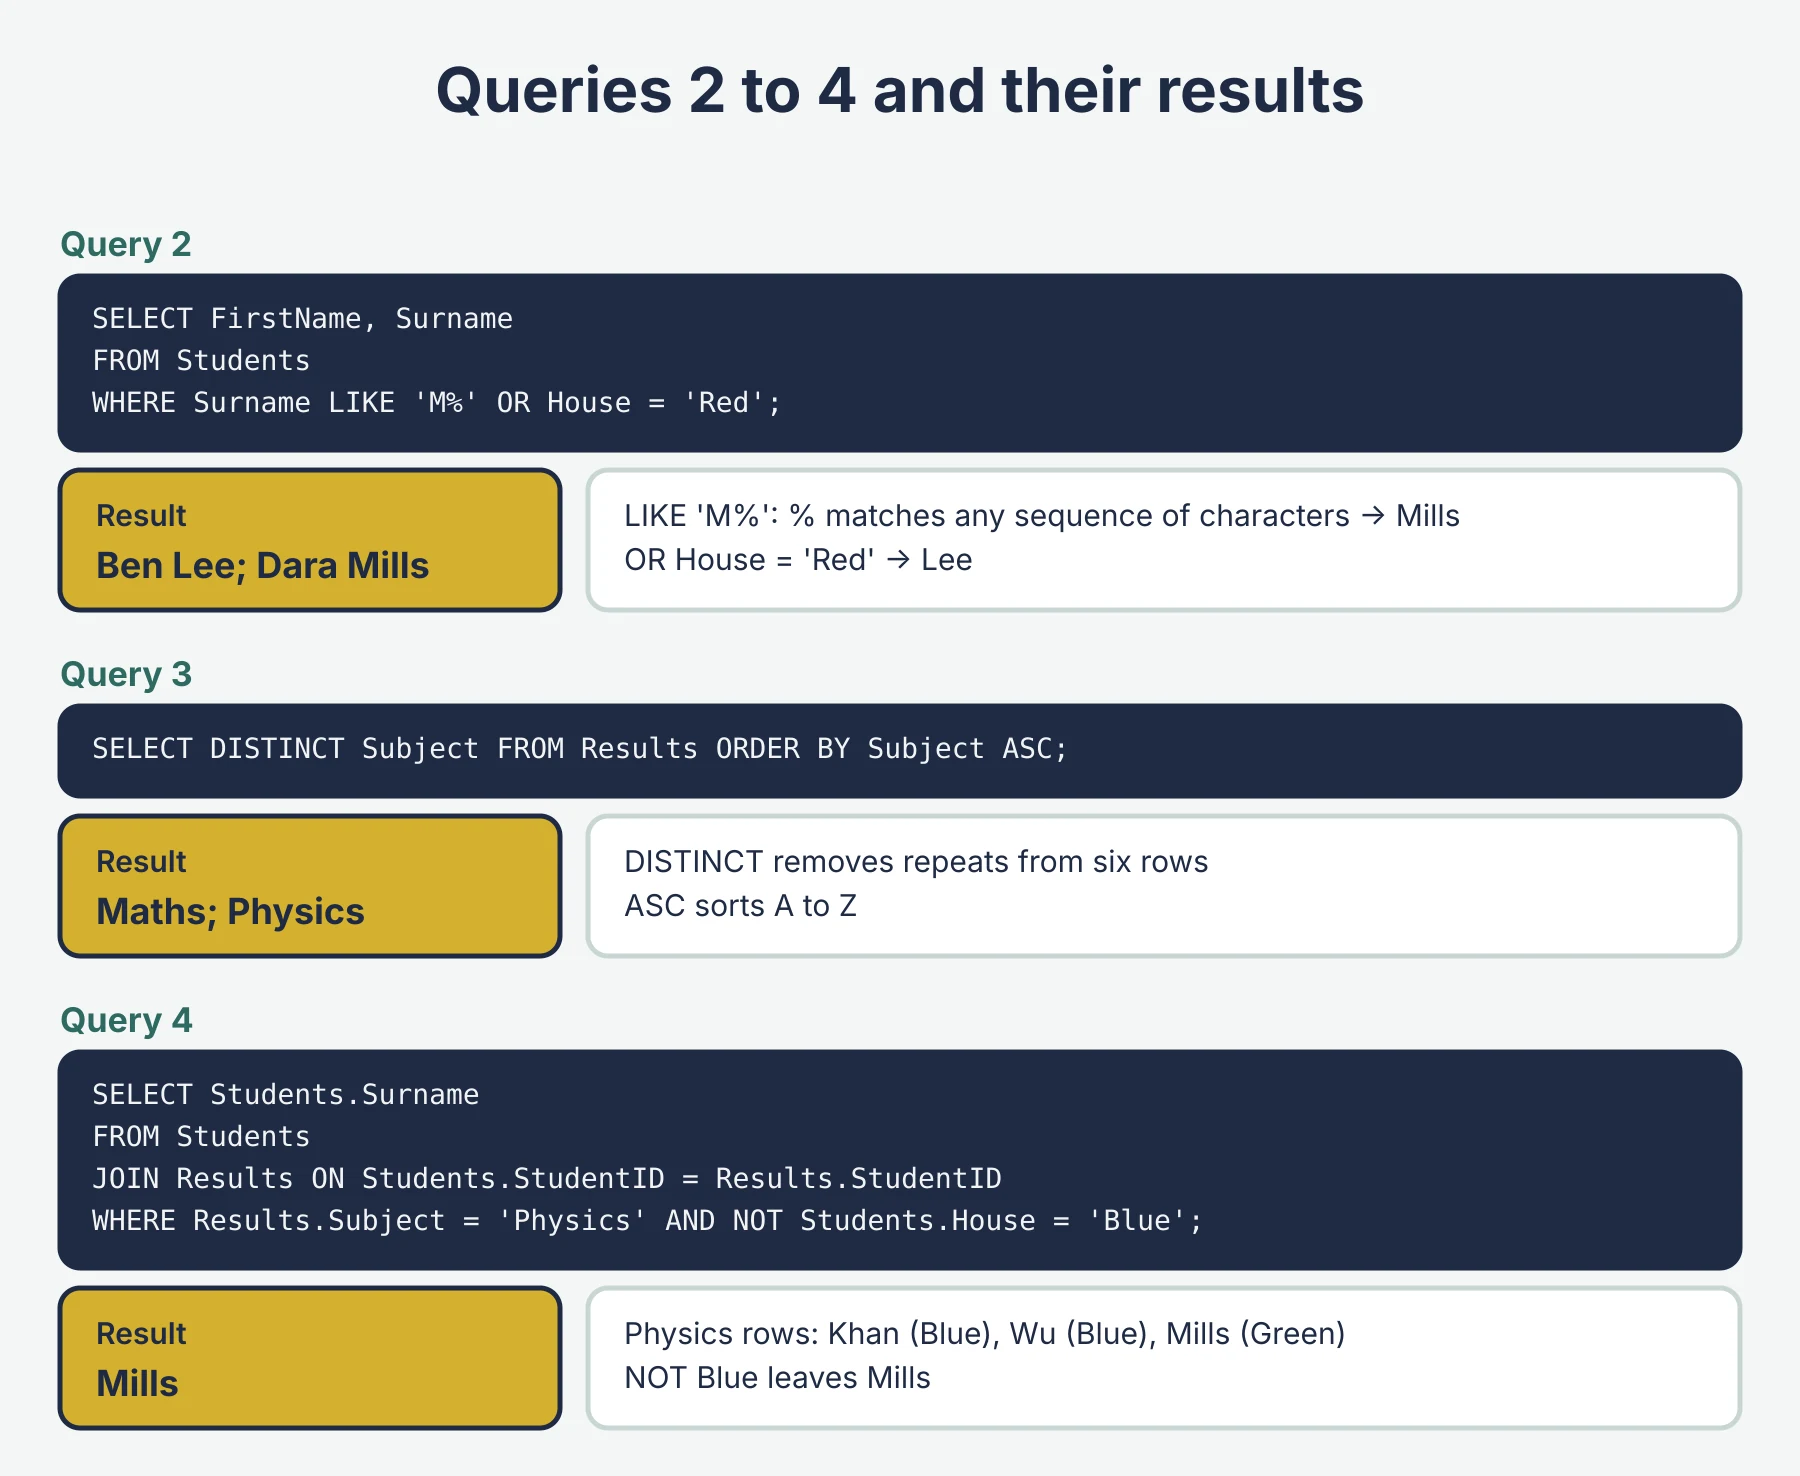 Queries 2 to 4 and their results
Query 2
SELECT FirstName, Surname
FROM Students
WHERE Surname LIKE 'M%' OR House = 'Red';
Result
Ben Lee; Dara Mills
LIKE 'M%': % matches any sequence of characters → Mills
OR House = 'Red' → Lee
Query 3
SELECT DISTINCT Subject FROM Results ORDER BY Subject ASC;
Result
Maths; Physics
DISTINCT removes repeats from six rows
ASC sorts A to Z
Query 4
SELECT Students.Surname
FROM Students
JOIN Results ON Students.StudentID = Results.StudentID
WHERE Results.Subject = 'Physics' AND NOT Students.House = 'Blue';
Result
Mills
Physics rows: Khan (Blue), Wu (Blue), Mills (Green)
NOT Blue leaves Mills